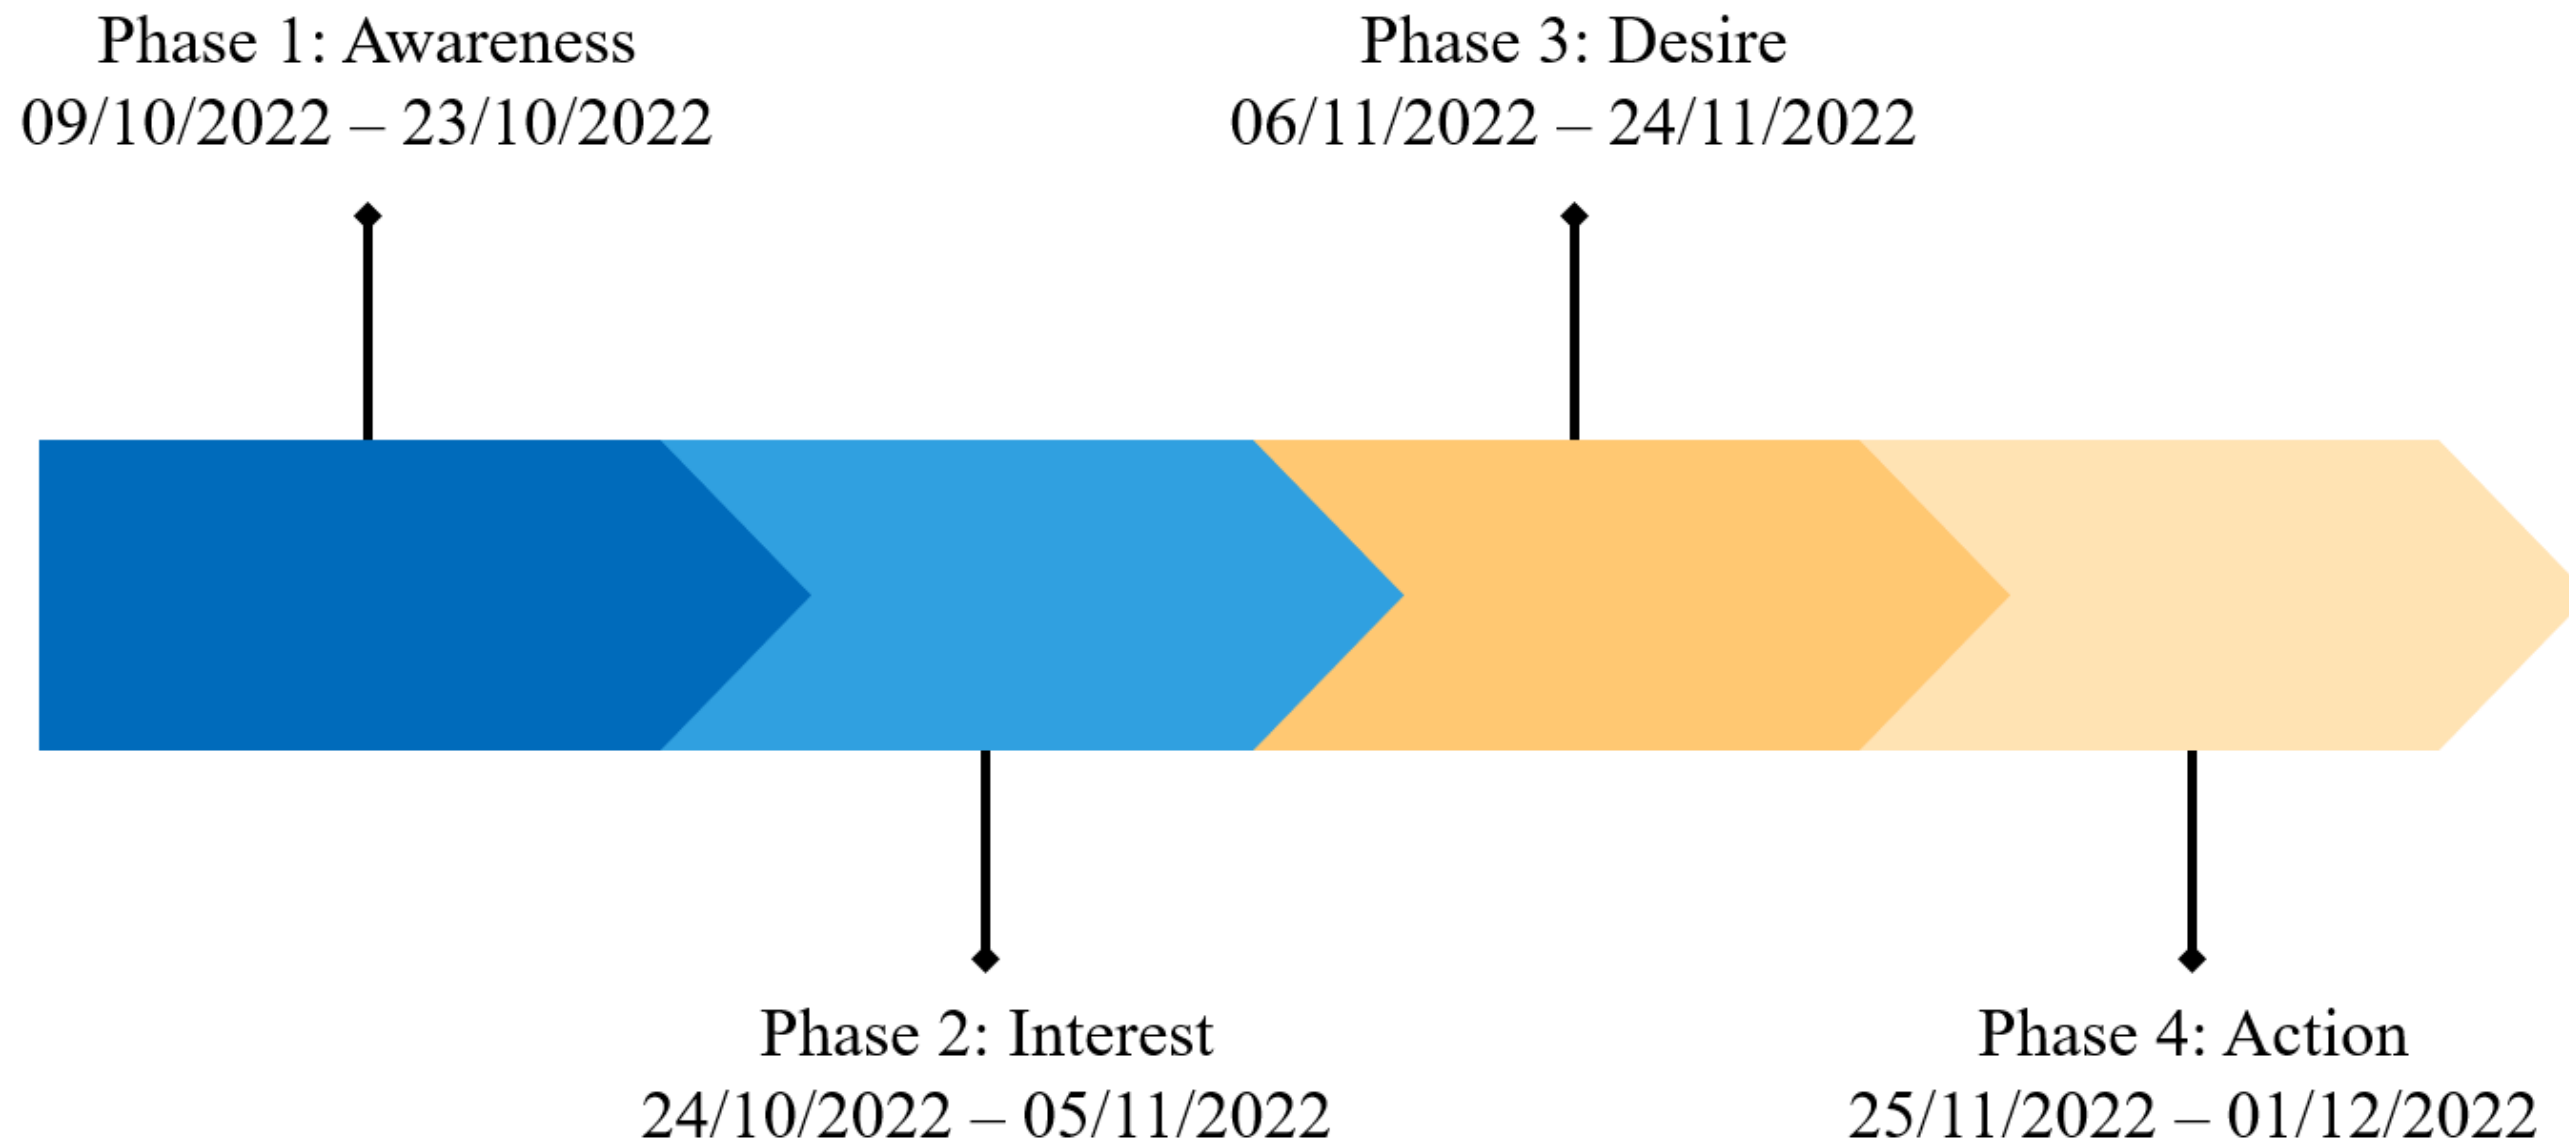 Phase 1: Awareness
09/10/2022 – 23/10/2022
Phase 3: Desire
06/11/2022 – 24/11/2022
Phase 2: Interest
24/10/2022 – 05/11/2022
Phase 4: Action
25/11/2022 – 01/12/2022